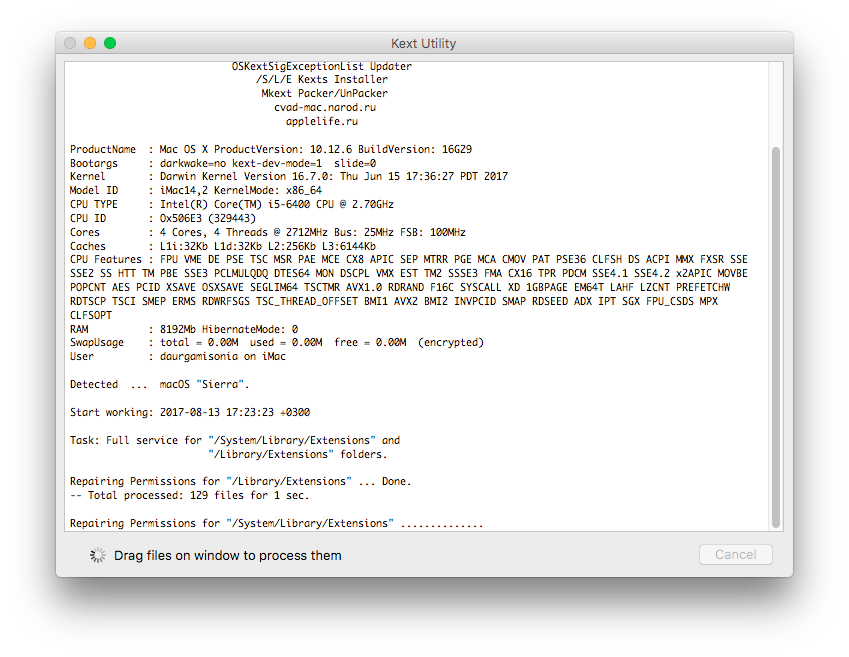 Kext Utility
OSKextSigExceptionList Updater
/S/L/E Kexts Installer
Mkext Packer/UnPacker
cvad-mac.narod.ru
applelife.ru
ProductName : Mac OS X ProductVersion: 10.12.6 BuildVersion: 16G29
Bootargs : darkwake=no kext-dev-mode=1 slide=0
Kernel : Darwin Kernel Version 16.7.0: Thu Jun 15 17:36:27 PDT 2017
Model ID : iMac14,2 KernelMode: x86_64
CPU TYPE : Intel(R) Core(TM) i5-6400 CPU @ 2.70GHz
CPU ID : 0x506E3 (329443)
Cores : 4 Cores, 4 Threads @ 2712MHz Bus: 25MHz FSB: 100MHz
Caches : L1i:32Kb L1d:32Kb L2:256Kb L3:6144Kb
CPU Features : FPU VME DE PSE TSC MSR PAE MCE CX8 APIC SEP MTRR PGE MCA CMOV PAT PSE36 CLFSH DS ACPI MMX FXSR SSE
SSE2 SS HTT TM PBE SSE3 PCLMULQDQ DTES64 MON DSCPL VMX EST TM2 SSSE3 FMA CX16 TPR PDCM SSE4.1 SSE4.2 x2APIC MOVBE
POPCNT AES PCID XSAVE OSXSAVE SEGLIM64 TSCTMR AVX1.0 RDRAND F16C SYSCALL XD 1GBPAGE EM64T LAHF LZCNT PREFETCHW
RDTSCP TSCI SMEP ERMS RDWRFSGS TSC_THREAD_OFFSET BMI1 AVX2 BMI2 INVPCID SMAP RDSEED ADX IPT SGX FPU_CSDS MPX
CLFSOPT
RAM : 8192Mb HibernateMode: 0
SwapUsage : total = 0.00M used = 0.00M free = 0.00M (encrypted)
User : daurgamisonia on iMac
Detected ... macOS "Sierra".
Start working: 2017-08-13 17:23:23 +0300
Task: Full service for "/System/Library/Extensions" and
"/Library/Extensions" folders.
Repairing Permissions for "/Library/Extensions" ... Done.
-- Total processed: 129 files for 1 sec.
Repairing Permissions for "/System/Library/Extensions" ..............
Drag files on window to process them
Cancel